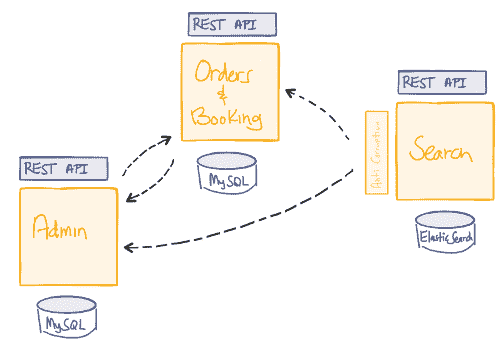 REST API
Orders
&
Booking
MySQL
REST API
Anti Corruption
Search
ElasticSearch
REST API
Admin
MySQL